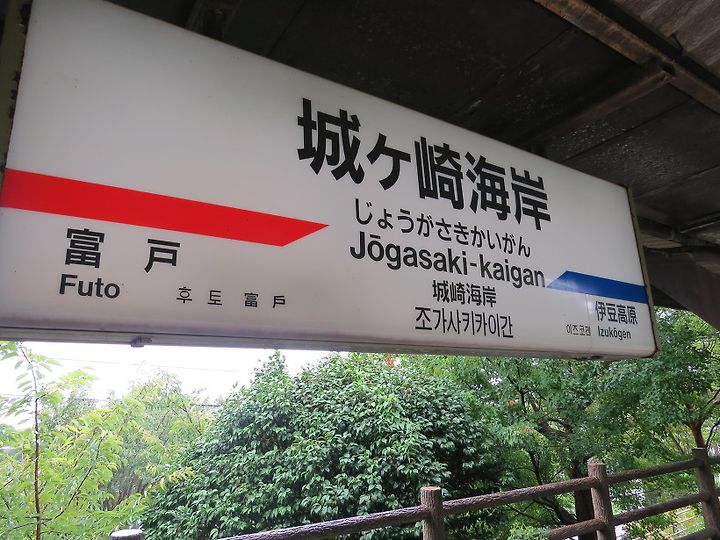 城ヶ崎海岸
じょうがさきかいがん
Jōgasaki-kaigan
城崎海岸
조가사키카이간
富戸
Futo
후토 富戶
伊豆高原
이즈코겐 Izukōgen